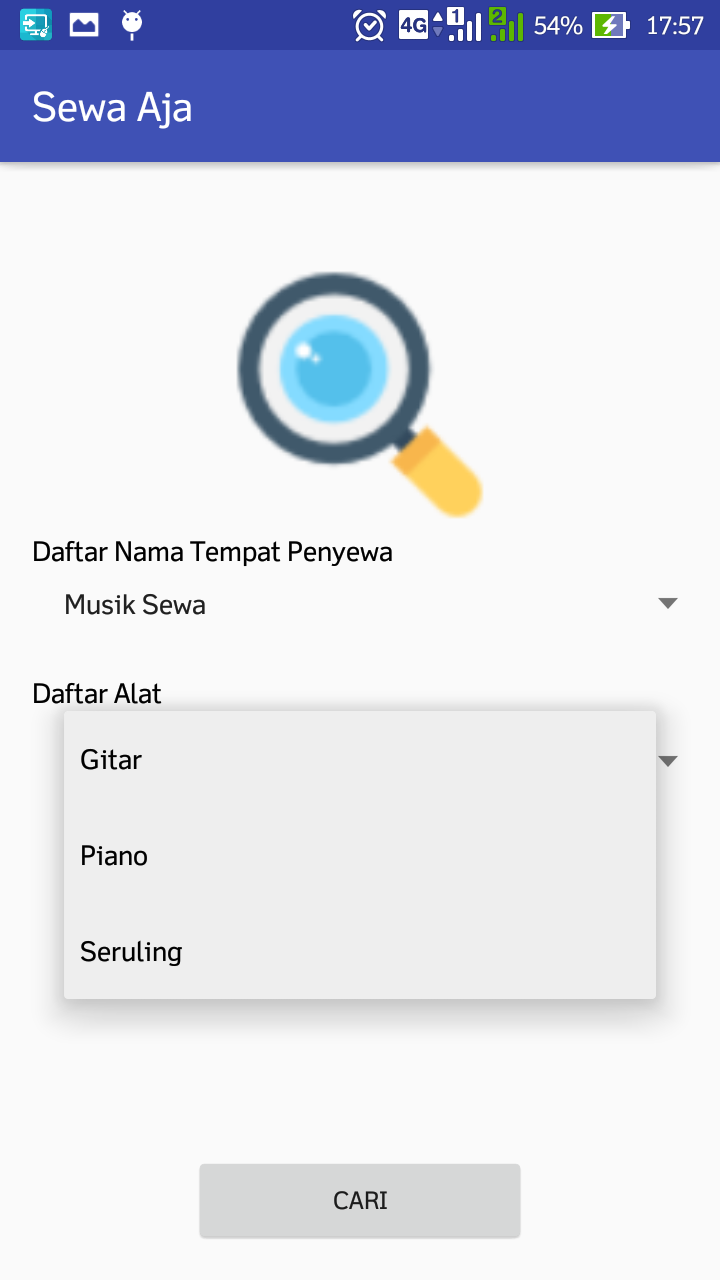 4G 1 2 54% 17:57
Sewa Aja
Daftar Nama Tempat Penyewa
Musik Sewa
Daftar Alat
Gitar
Piano
Seruling
CARI